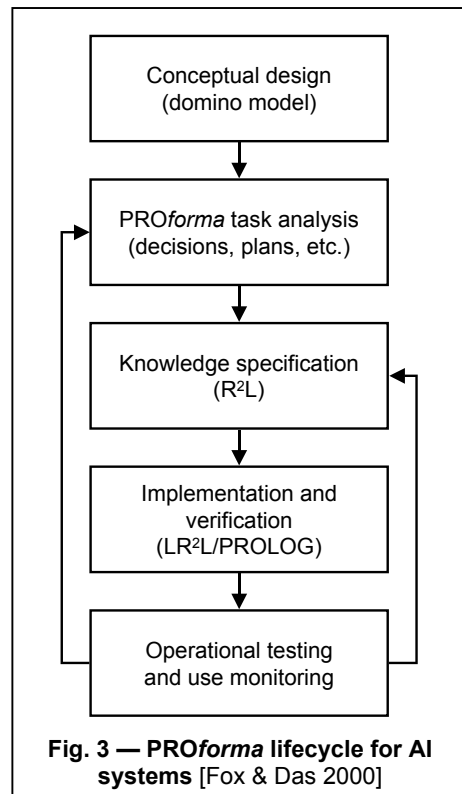 Conceptual design
(domino model)
PROforma task analysis
(decisions, plans, etc.)
Knowledge specification
(R²L)
Implementation and
verification
(LR²L/PROLOG)
Operational testing
and use monitoring
Fig. 3 — PROforma lifecycle for AI
systems [Fox & Das 2000]